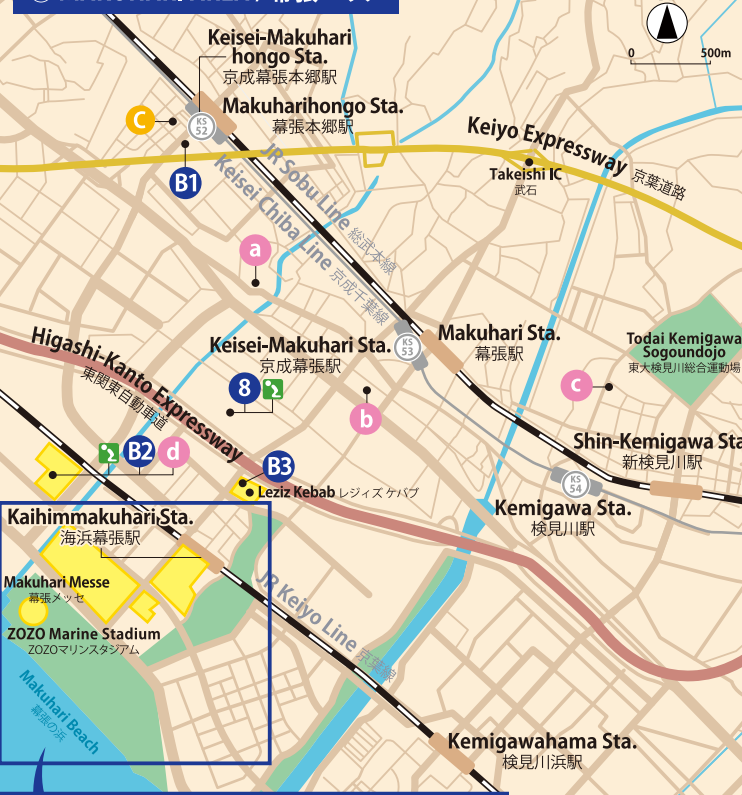 Keisei-Makuhari
hongo Sta.
京成幕張本郷駅
KS
52
Makuharihongo Sta.
幕張本郷駅
C
B1
0 500m
Keiyo Expressway 京葉道路
Takeishi IC
武石
JR Sobu Line 総武本線
Keisei Chiba Line 京成千葉線
a
Higashi-Kanto Expressway
東関東自動車道
Keisei-Makuhari Sta.
京成幕張駅
KS
53
Makuhari Sta.
幕張駅
Todai Kemigawa
Sogoundojo
東大検見川総合運動場
8
b
c
B2
d
B3
Leziz Kebab レジィズ ケバブ
Shin-Kemigawa Sta
新検見川駅
KS
54
Kemigawa Sta.
検見川駅
Kaihimmakuhari Sta.
海浜幕張駅
Makuhari Messe
幕張メッセ
ZOZO Marine Stadium
ZOZOマリンスタジアム
JR Keiyo Line 京葉線
Makuhari Beach
幕張の浜
Kemigawahama Sta.
検見川浜駅